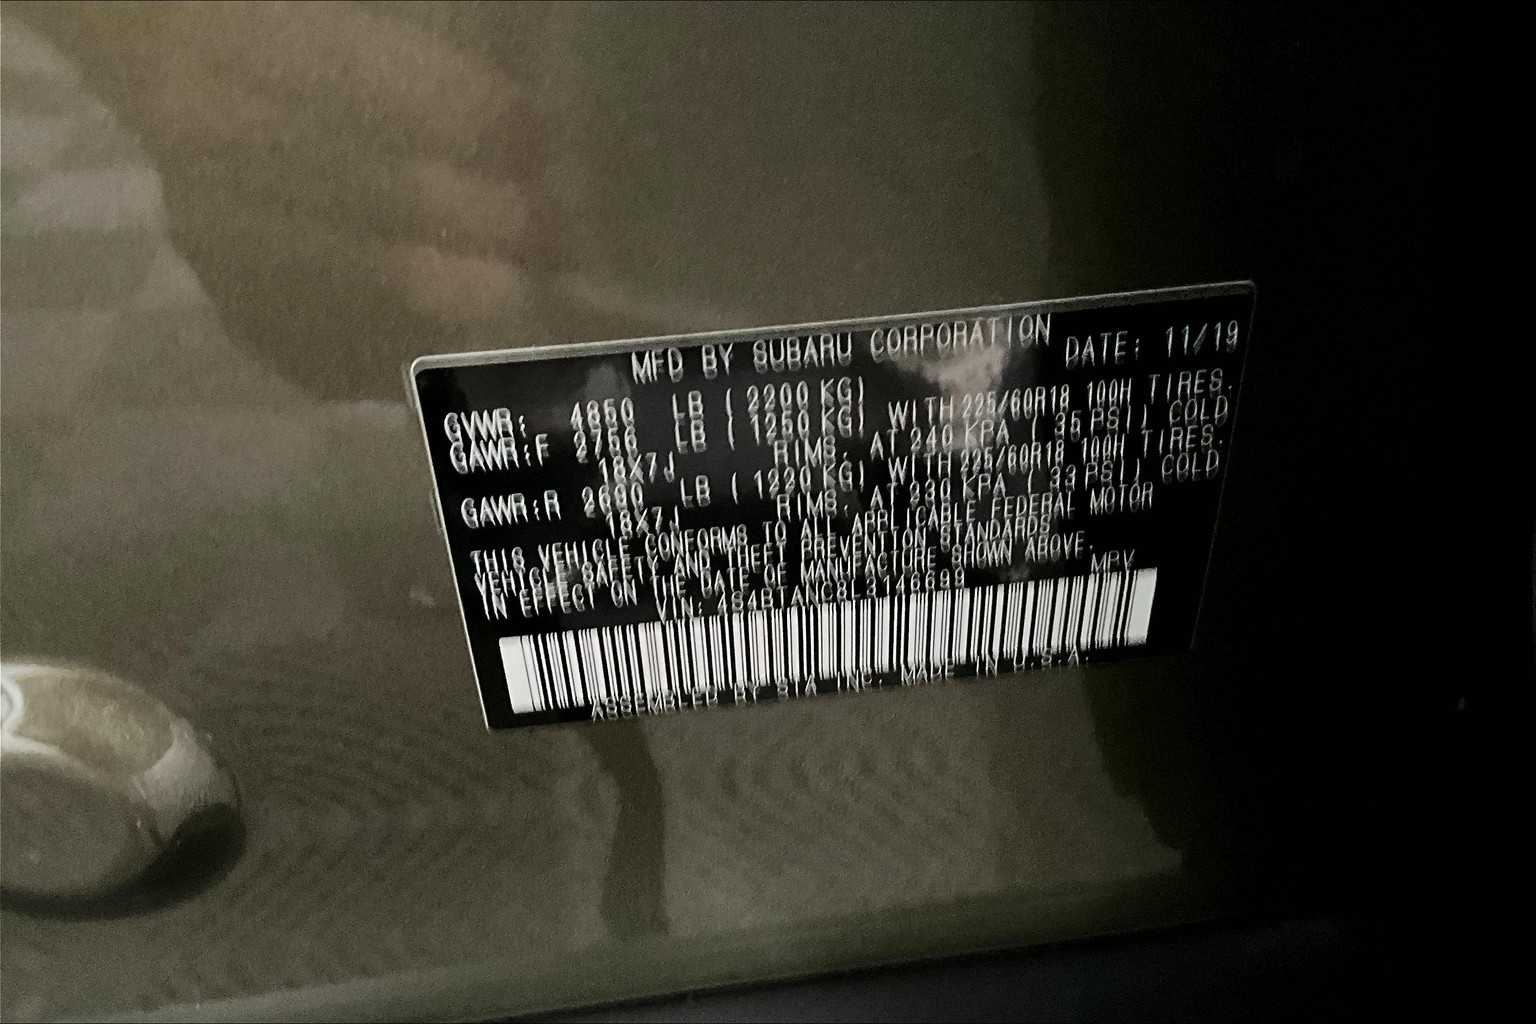 MFD BY SUBARU CORPORATION DATE: 11/19
GVWR: 4850 LB (2200 KG)
GAWR:F 2756 LB (1250 KG) WITH 225/60R18 100H TIRES.
18X7J RIMS. AT 240 KPA (35 PSI) COLD
GAWR:R 2690 LB (1220 KG) WITH 225/60R18 100H TIRES.
18X7J RIMS. AT 230 KPA (33 PSI) COLD
THIS VEHICLE CONFORMS TO ALL APPLICABLE FEDERAL MOTOR
VEHICLE SAFETY AND THEFT PREVENTION STANDARDS
IN EFFECT ON THE DATE OF MANUFACTURE SHOWN ABOVE.
VIN: 4S4BTANC8L3146699 MPV
ASSEMBLED BY SIA INC. MADE IN U.S.A.